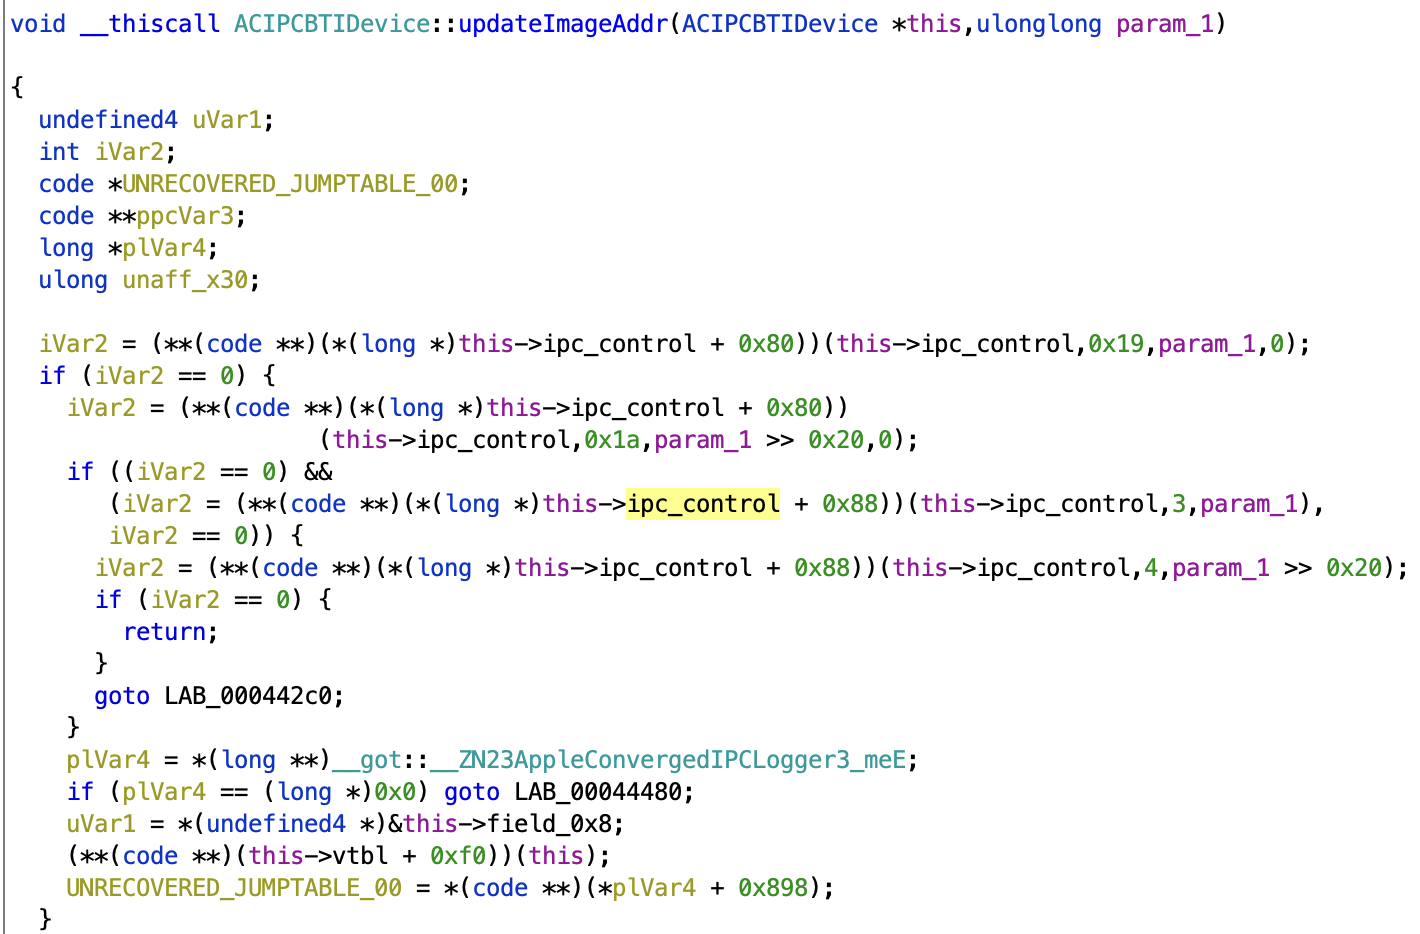 void __thiscall ACIPCBTIDevice::updateImageAddr(ACIPCBTIDevice *this,ulonglong param_1)
{
undefined4 uVar1;
int iVar2;
code *UNRECOVERED_JUMPTABLE_00;
code **ppcVar3;
long *plVar4;
ulong unaff_x30;
iVar2 = (**(code **)(*(long *)this->ipc_control + 0x80))(this->ipc_control,0x19,param_1,0);
if (iVar2 == 0) {
iVar2 = (**(code **)(*(long *)this->ipc_control + 0x80))
(this->ipc_control,0x1a,param_1 >> 0x20,0);
if ((iVar2 == 0) &&
(iVar2 = (**(code **)(*(long *)this->ipc_control + 0x88))(this->ipc_control,3,param_1),
iVar2 == 0)) {
iVar2 = (**(code **)(*(long *)this->ipc_control + 0x88))(this->ipc_control,4,param_1 >> 0x20);
if (iVar2 == 0) {
return;
}
goto LAB_000442c0;
}
plVar4 = *(long **)__got::__ZN23AppleConvergedIPCLogger3_meE;
if (plVar4 == (long *)0x0) goto LAB_00044480;
uVar1 = *(undefined4 *)&this->field_0x8;
(**(code **)(this->vtbl + 0xf0))(this);
UNRECOVERED_JUMPTABLE_00 = *(code **)(*plVar4 + 0x898);
}